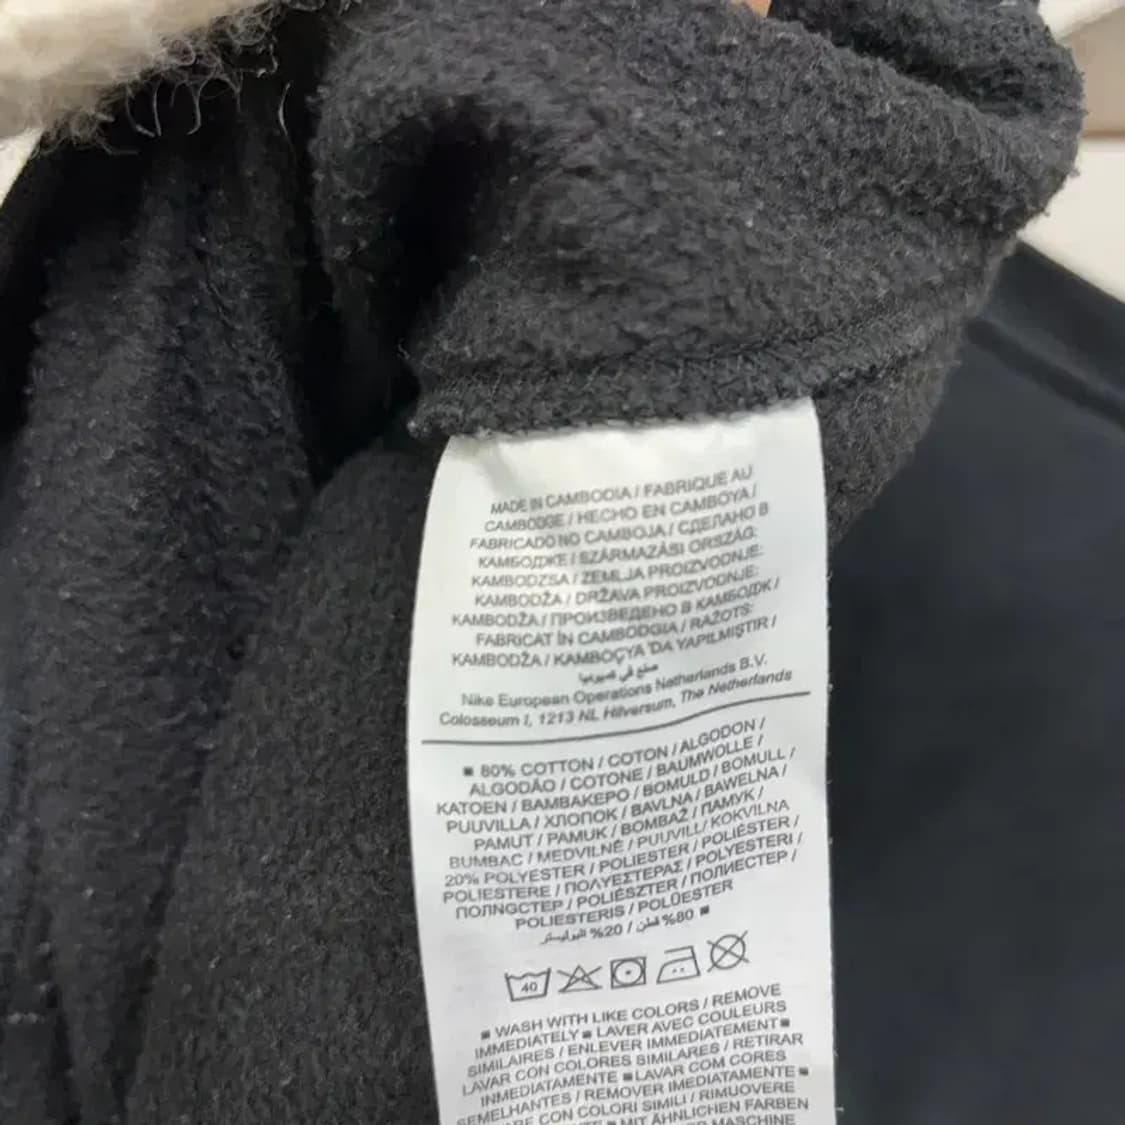 MADE IN CAMBODIA / FABRIQUE AU
CAMBODGE / HECHO EN CAMBOYA /
FABRICADO NO CAMBOJA / СДЕЛАНО В
КАМБОДЖЕ / SZÁRMAZÁSI ORSZÁG:
KAMBODZSA / ZEMLJA PROIZVODNJE:
KAMBODŽA / DRŽAVA PROIZVODNJE:
KAMBODŽA / ПРОИЗВЕДЕНО В КАМБОДЖ /
FABRICAT ÎN CAMBODGIA / RAŽOTS:
KAMBODŽA / KAMBOÇYA 'DA YAPILMIŞTIR /
صنع في كمبوديا
Nike European Operations Netherlands B.V.
Colosseum 1, 1213 NL Hilversum, The Netherlands
■ 80% COTTON / COTON / ALGODON /
ALGODÃO / COTONE / BAUMWOLLE /
KATOEN / ΒΑΜΒΑΚΕΡΟ / BOMULD / BOMULL /
PUUVILLA / ХЛОПОК / BAVLNA / BAWELNA /
PAMUT / PAMUK / BOMBAŽ / ПАМУК /
BUMBAC / MEDVILNĖ / PUUVILL / KOKVILNA
20% POLYESTER / POLIESTER / POLIÉSTER /
POLIESTERE / ΠΟΛΥΕΣΤΕΡΑΣ / POLYESTERI /
ПОЛИЭСТЕР / POLIÉSZTER / ПОЛИЕСТЕР /
POLIESTERIS / POLÜESTER
80% قطن / 20% البوليستر ■
40
■ WASH WITH LIKE COLORS / REMOVE
IMMEDIATELY ■ LAVER AVEC COULEURS
SIMILAIRES / ENLEVER IMMEDIATEMENT ■
LAVAR CON COLORES SIMILARES / RETIRAR
INMEDIATAMENTE ■ LAVAR COM CORES
SEMELHANTES / REMOVER IMEDIATAMENTE ■
CON COLORI SIMILI / RIMUOVERE
■ MIT ÄHNLICHEN FARBEN
MASCHINE